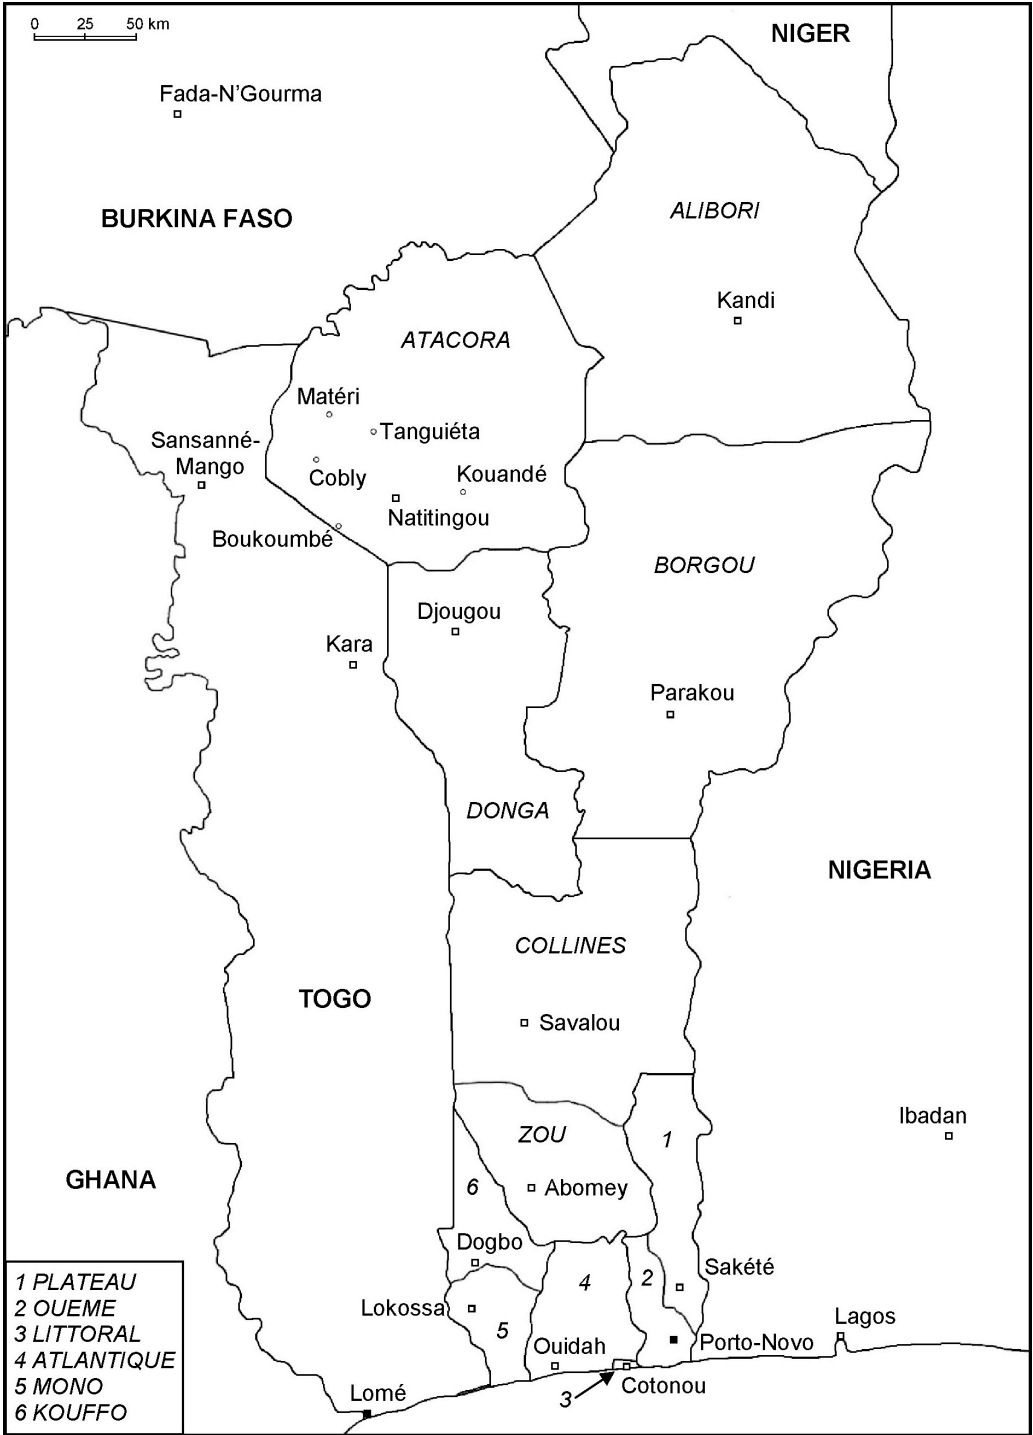 0 25 50 km
NIGER
Fada-N'Gourma
BURKINA FASO
ALIBORI
Kandi
ATACORA
Matéri
Tanguiéta
Sansanné-
Mango
Cobly
Kouandé
Natitingou
Boukoumbé
BORGOU
Djougou
Kara
Parakou
DONGA
NIGERIA
COLLINES
TOGO
Savalou
Ibadan
ZOU
1
GHANA
6
Abomey
Dogbo
Sakété
4
2
Lokossa
5
Lagos
Ouidah
Porto-Novo
Cotonou
3
Lomé
1 PLATEAU
2 OUEME
3 LITTORAL
4 ATLANTIQUE
5 MONO
6 KOUFFO